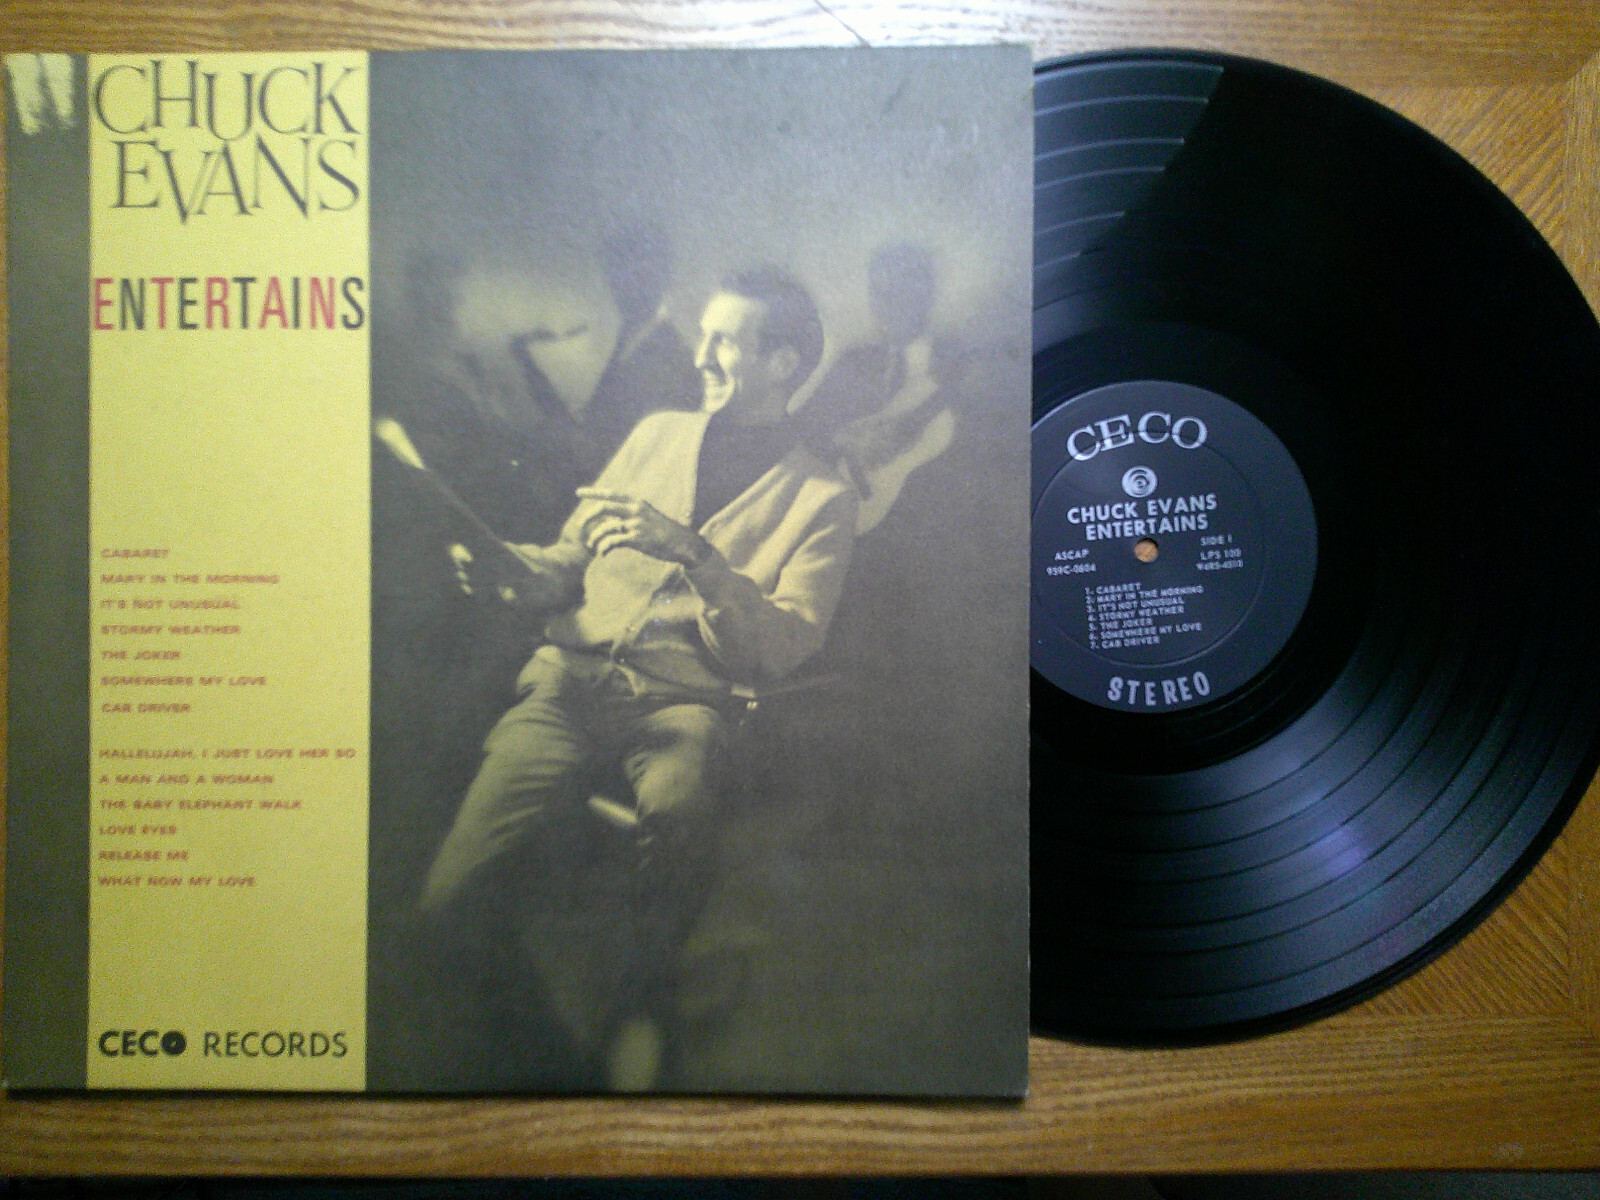 CHUCK
EVANS
ENTERTAINS
CABARET
MARY IN THE MORNING
IT'S NOT UNUSUAL
STORMY WEATHER
THE JOKER
SOMEWHERE MY LOVE
CAB DRIVER
HALLELUJAH, I JUST LOVE HER SO
A MAN AND A WOMAN
THE BABY ELEPHANT WALK
LOVE EYES
RELEASE ME
WHAT NOW MY LOVE
CECO RECORDS
CECO
CHUCK EVANS
ENTERTAINS
ASCAP
959C-0604
SIDE I
LPS 100
1. CABARET
2. MARY IN THE MORNING
3. IT'S NOT UNUSUAL
4. STORMY WEATHER
5. THE JOKER
6. SOMEWHERE MY LOVE
7. CAB DRIVER
STEREO